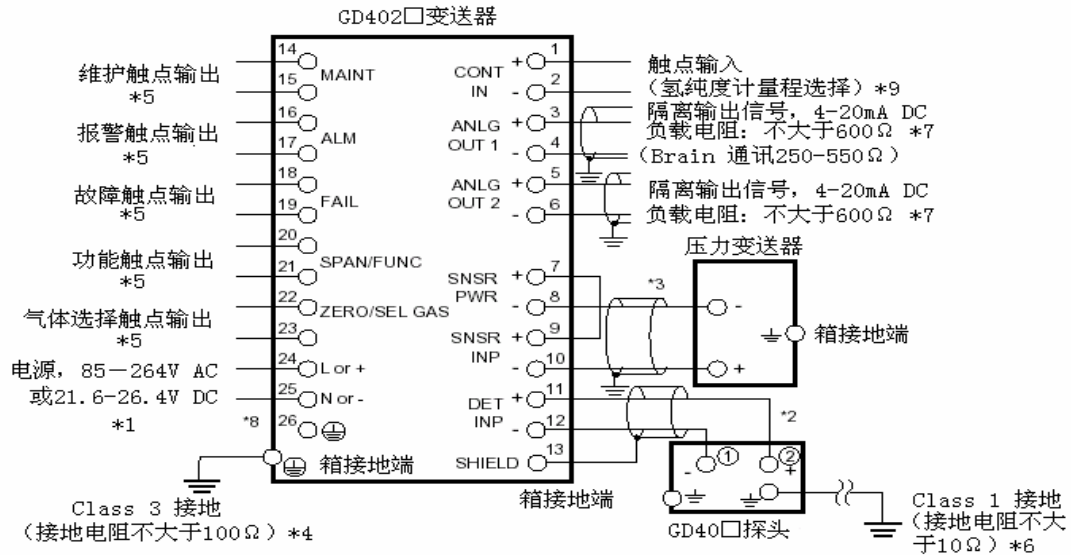 GD402□变送器
维护触点输出
*5
报警触点输出
*5
故障触点输出
*5
功能触点输出
*5
气体选择触点输出
*5
电源，85－264V AC
或21.6-26.4V DC
*1
*8
14
15
MAINT
16
17
ALM
18
19
FAIL
20
21
SPAN/FUNC
22
ZERO/SEL GAS
23
24
L or +
25
N or -
26
箱接地端
Class 3 接地
（接地电阻不大于100Ω）*4
CONT
IN
+
-
1
2
ANLG
OUT 1
+
-
3
4
ANLG
OUT 2
+
-
5
6
SNSR
PWR
+
-
7
8
SNSR
INP
+
-
9
10
DET
INP
+
-
11
12
SHIELD
13
触点输入
（氢纯度计量程选择）*9
隔离输出信号，4-20mA DC
负载电阻：不大于600Ω *7
（Brain 通讯250-550Ω）
隔离输出信号，4-20mA DC
负载电阻：不大于600Ω *7
压力变送器
*3
-
+
箱接地端
*2
- ① ② +
箱接地端
GD40□探头
Class 1 接地
（接地电阻不大
于10Ω）*6